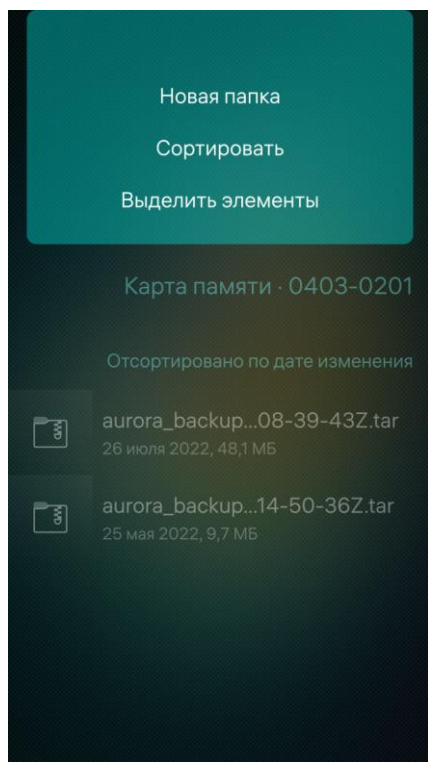 Новая папка
Сортировать
Выделить элементы
Карта памяти · 0403-0201
Отсортировано по дате изменения
aurora_backup...08-39-43Z.tar
26 июля 2022, 48,1 МБ
aurora_backup...14-50-36Z.tar
25 мая 2022, 9,7 МБ